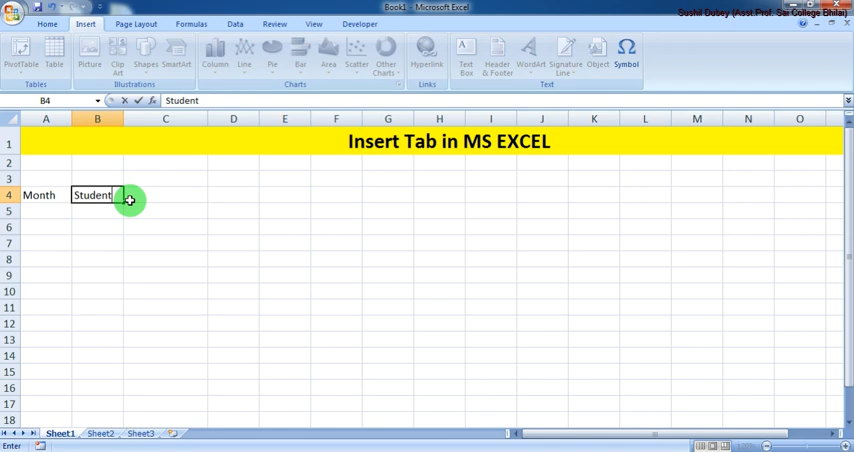 Book1 - Microsoft Excel
Sushil Dubey (Asst.Prof. Sai College Bhilai)
Home Insert Page Layout Formulas Data Review View Developer
PivotTable Table Picture Clip Art Shapes SmartArt Column Line Pie Bar Area Scatter Other Charts Hyperlink Text Box Header & Footer WordArt Signature Line Object Symbol
Tables Illustrations Charts Links Text
B4 fx Student
A B C D E F G H I J K L M N O
1 Insert Tab in MS EXCEL
2
3
4 Month Student
5
6
7
8
9
10
11
12
13
14
15
16
17
18
Sheet1 Sheet2 Sheet3
Enter